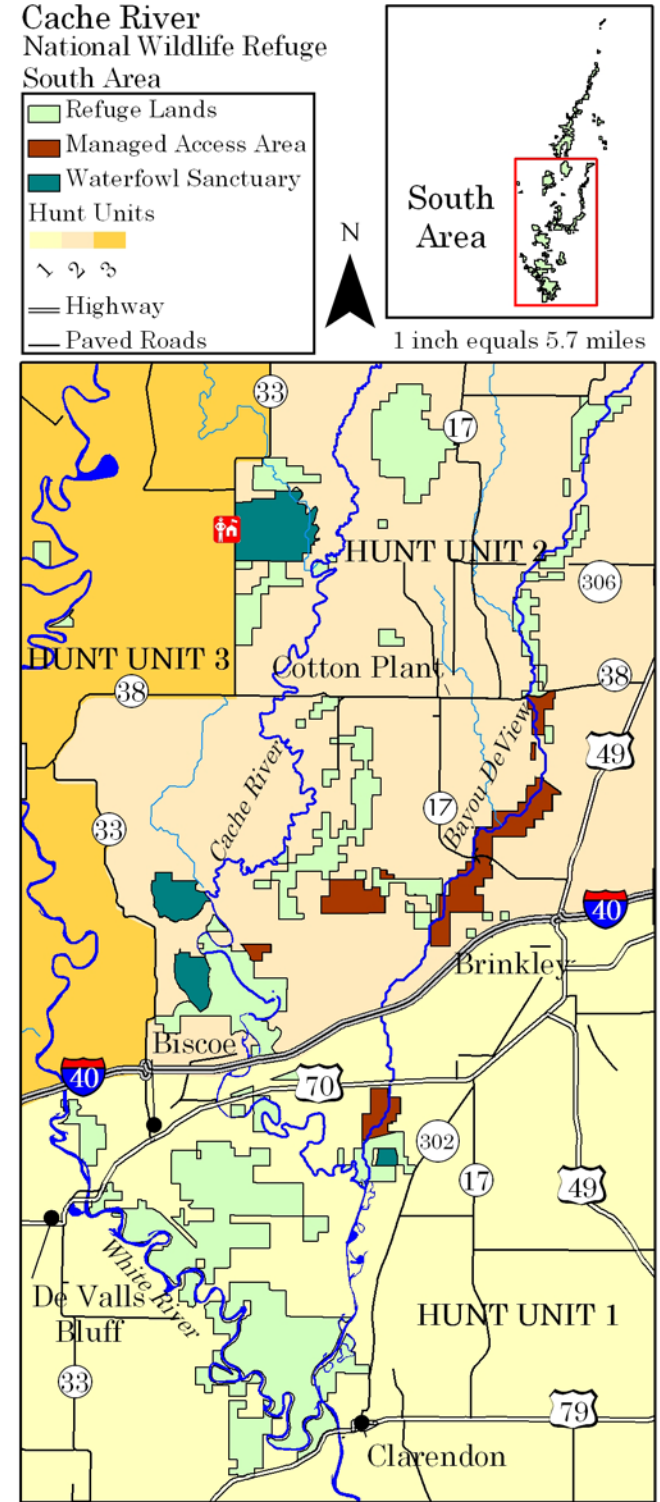 Cache River
National Wildlife Refuge
South Area
Refuge Lands
Managed Access Area
Waterfowl Sanctuary
Hunt Units
1 2 3
Highway
Paved Roads
N
South
Area
1 inch equals 5.7 miles
33
17
HUNT UNIT 2
306
HUNT UNIT 3
Cotton Plant
38
38
49
Bayou DeView
Cache River
17
33
40
Brinkley
Biscoe
40
70
302
17
49
White River
De Valls
Bluff
HUNT UNIT 1
33
79
Clarendon